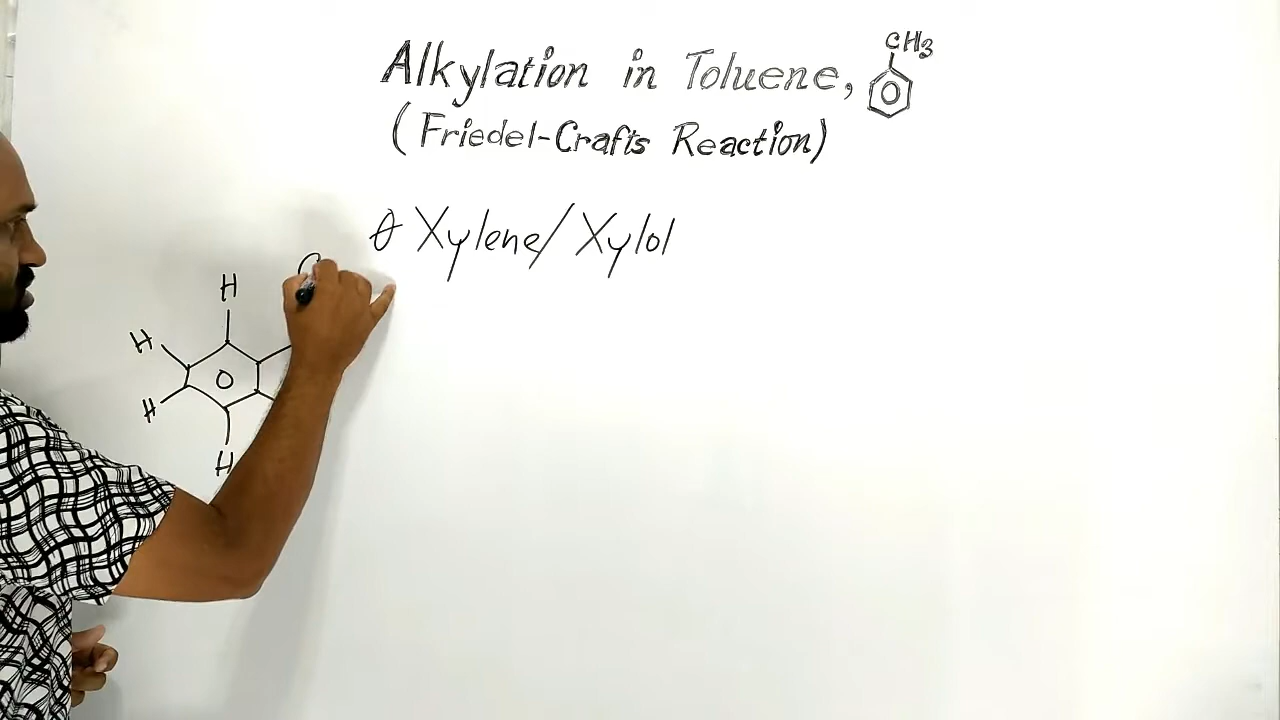 Alkylation in Toluene,
CH3
(Friedel-Crafts Reaction)
Xylene/Xylol
H
H
H
H